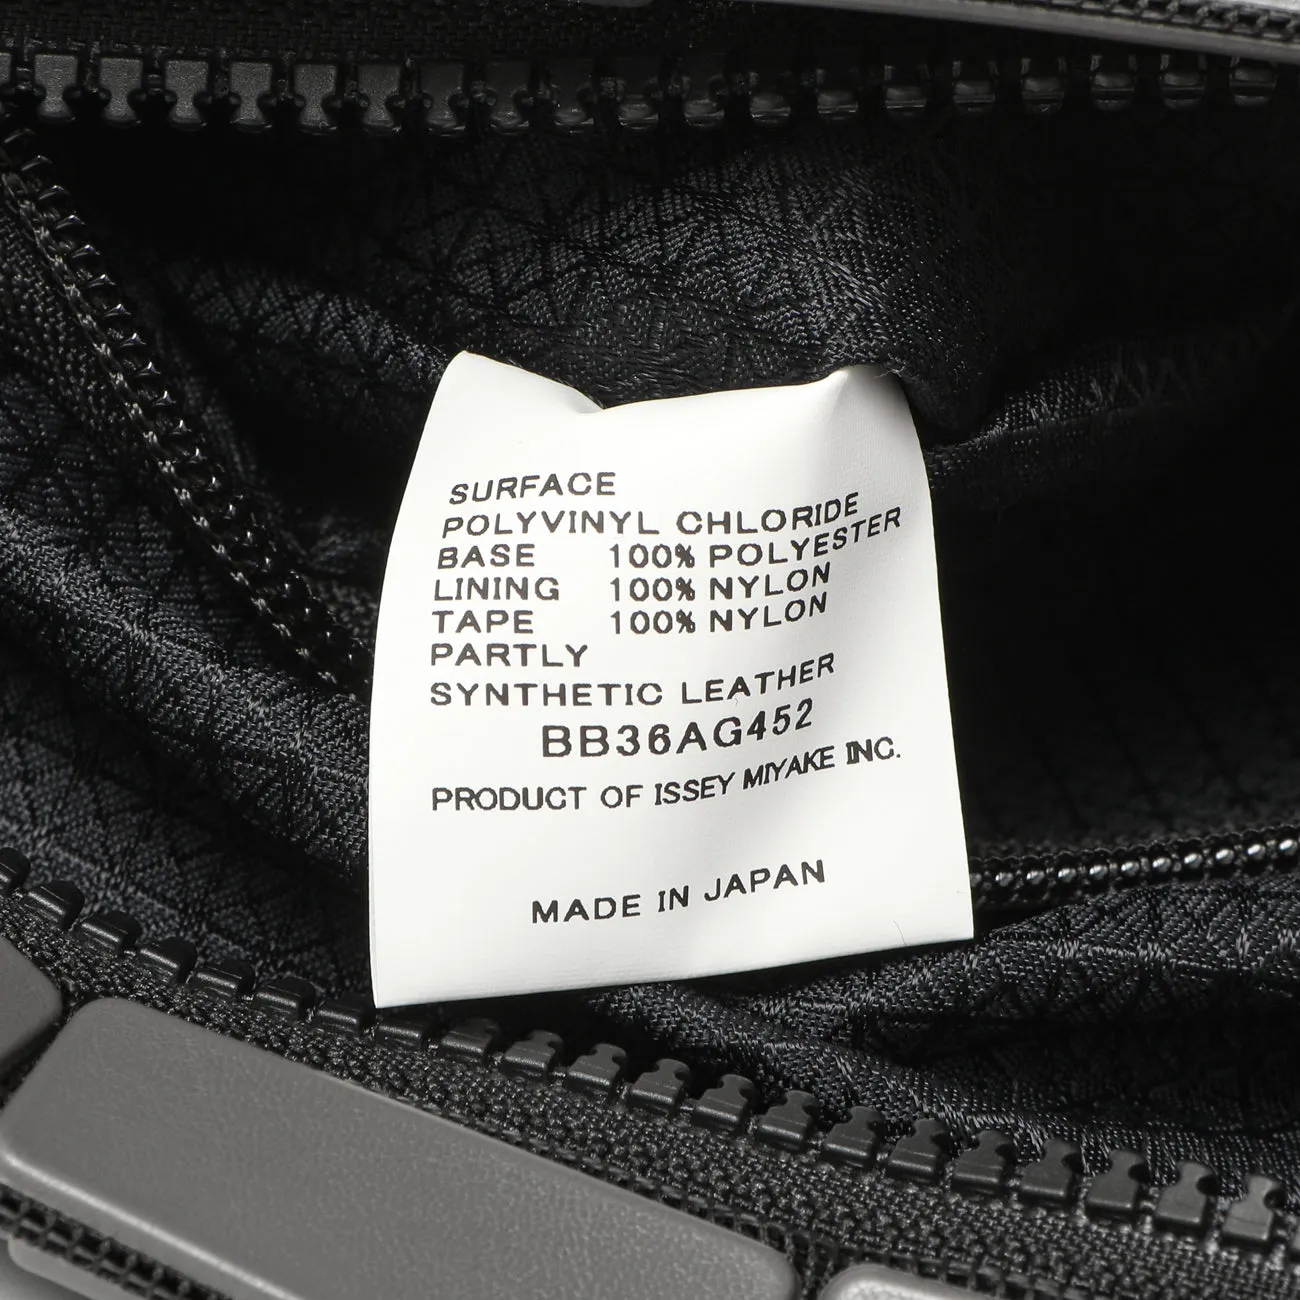 SURFACE
POLYVINYL CHLORIDE
BASE 100% POLYESTER
LINING 100% NYLON
TAPE 100% NYLON
PARTLY
SYNTHETIC LEATHER
BB36AG452
PRODUCT OF ISSEY MIYAKE INC.
MADE IN JAPAN